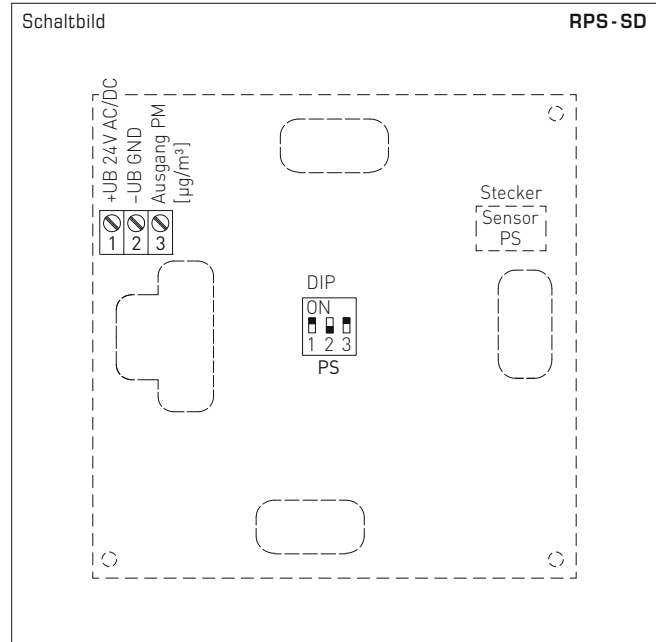 Schaltbild
RPS-SD
+UB 24V AC/DC
-UB GND
Ausgang PM
[µg/m³]
1 2 3
Stecker
Sensor
PS
DIP
ON
1 2 3
PS